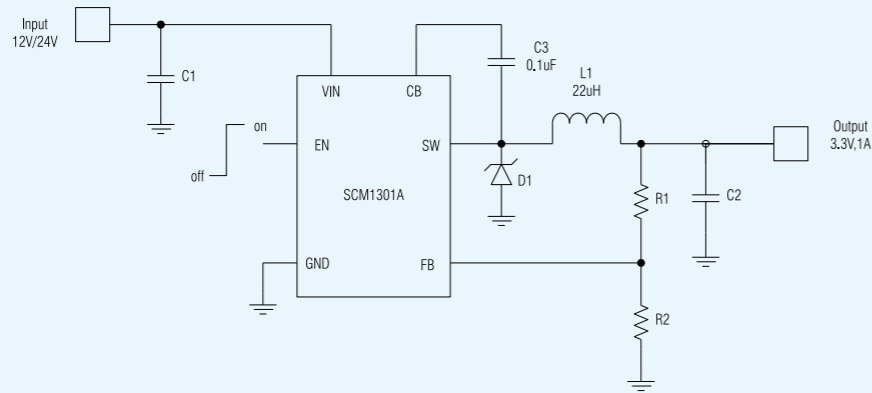 Input
12V/24V
C1
VIN
CB
C3
0.1uF
L1
22uH
on
off
EN
SW
D1
SCM1301A
GND
FB
R1
C2
R2
Output
3.3V,1A